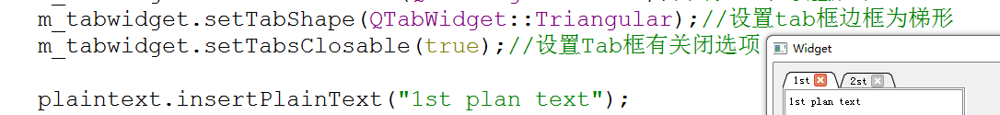 m_tabwidget.setTabShape(QTabWidget::Triangular);//设置tab框边框为梯形
m_tabwidget.setTabsClosable(true);//设置Tab框有关闭选项
plaintext.insertPlainText("1st plan text");
Widget
1st 2st
1st plan text